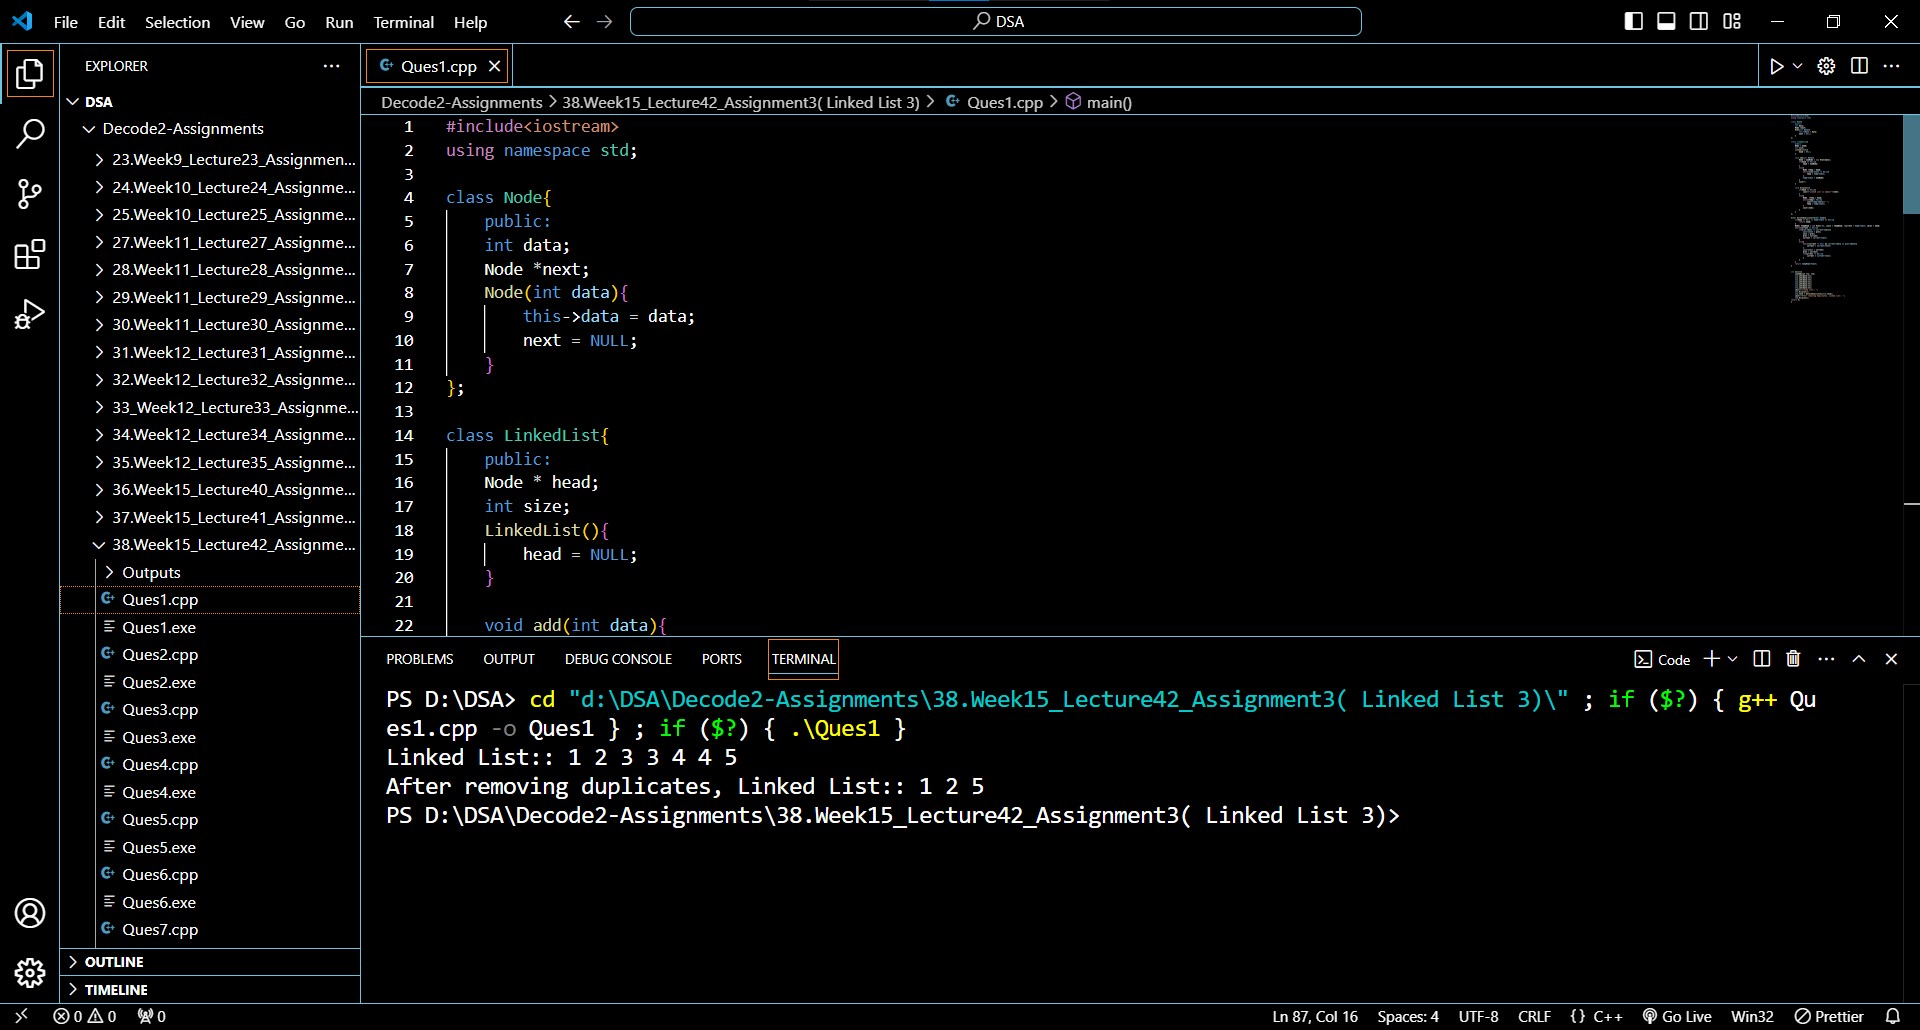 File Edit Selection View Go Run Terminal Help
DSA
EXPLORER
DSA
Decode2-Assignments
23.Week9_Lecture23_Assignmen...
24.Week10_Lecture24_Assignme...
25.Week10_Lecture25_Assignme...
27.Week11_Lecture27_Assignme...
28.Week11_Lecture28_Assignme...
29.Week11_Lecture29_Assignme...
30.Week11_Lecture30_Assignme...
31.Week12_Lecture31_Assignme...
32.Week12_Lecture32_Assignme...
33_Week12_Lecture33_Assignme...
34.Week12_Lecture34_Assignme...
35.Week12_Lecture35_Assignme...
36.Week15_Lecture40_Assignme...
37.Week15_Lecture41_Assignme...
38.Week15_Lecture42_Assignme...
Outputs
Ques1.cpp
Ques1.exe
Ques2.cpp
Ques2.exe
Ques3.cpp
Ques3.exe
Ques4.cpp
Ques4.exe
Ques5.cpp
Ques5.exe
Ques6.cpp
Ques6.exe
Ques7.cpp
OUTLINE
TIMELINE
Ques1.cpp
Decode2-Assignments > 38.Week15_Lecture42_Assignment3( Linked List 3) > Ques1.cpp > main()
1 #include<iostream>
2 using namespace std;
3
4 class Node{
5 public:
6 int data;
7 Node *next;
8 Node(int data){
9 this->data = data;
10 next = NULL;
11 }
12 };
13
14 class LinkedList{
15 public:
16 Node * head;
17 int size;
18 LinkedList(){
19 head = NULL;
20 }
21
22 void add(int data){
PROBLEMS OUTPUT DEBUG CONSOLE PORTS TERMINAL
Code
PS D:\DSA> cd "d:\DSA\Decode2-Assignments\38.Week15_Lecture42_Assignment3( Linked List 3)\" ; if ($?) { g++ Qu
es1.cpp -o Ques1 } ; if ($?) { .\Ques1 }
Linked List:: 1 2 3 3 4 4 5
After removing duplicates, Linked List:: 1 2 5
PS D:\DSA\Decode2-Assignments\38.Week15_Lecture42_Assignment3( Linked List 3)>
0 0 0
Ln 87, Col 16 Spaces: 4 UTF-8 CRLF {} C++ Go Live Win32 Prettier